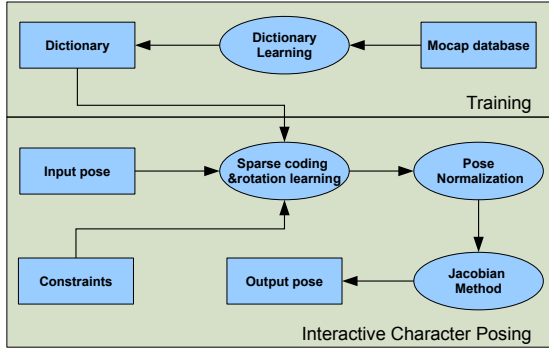 Dictionary
Dictionary
Learning
Mocap database
Training
Input pose
Sparse coding
&rotation learning
Pose
Normalization
Constraints
Output pose
Jacobian
Method
Interactive Character Posing